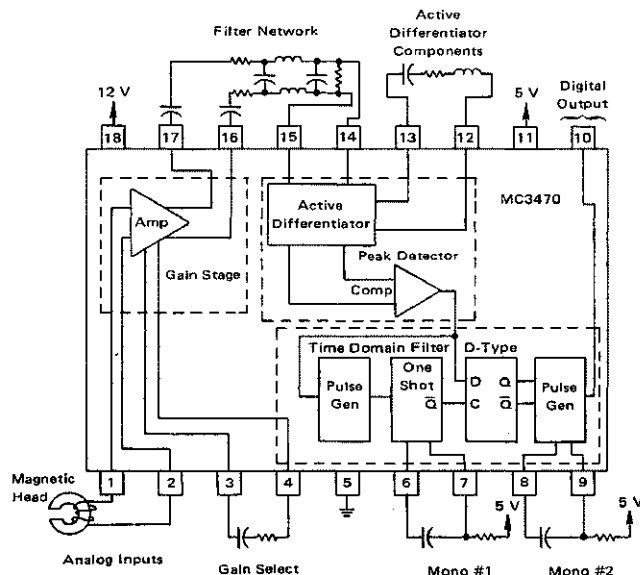 Filter Network
Active
Differentiator
Components
12 V
5 V
Digital
Output
18
17
16
15
14
13
12
11
10
MC3470
Amp
Gain Stage
Active
Differentiator
Peak Detector
Comp
Time Domain Filter
D-Type
Pulse
Gen
One
Shot
Q
D
C
Q
Q
Pulse
Gen
1
2
3
4
5
6
7
8
9
Magnetic
Head
5 V
5 V
Analog Inputs
Gain Select
Mono #1
Mono #2